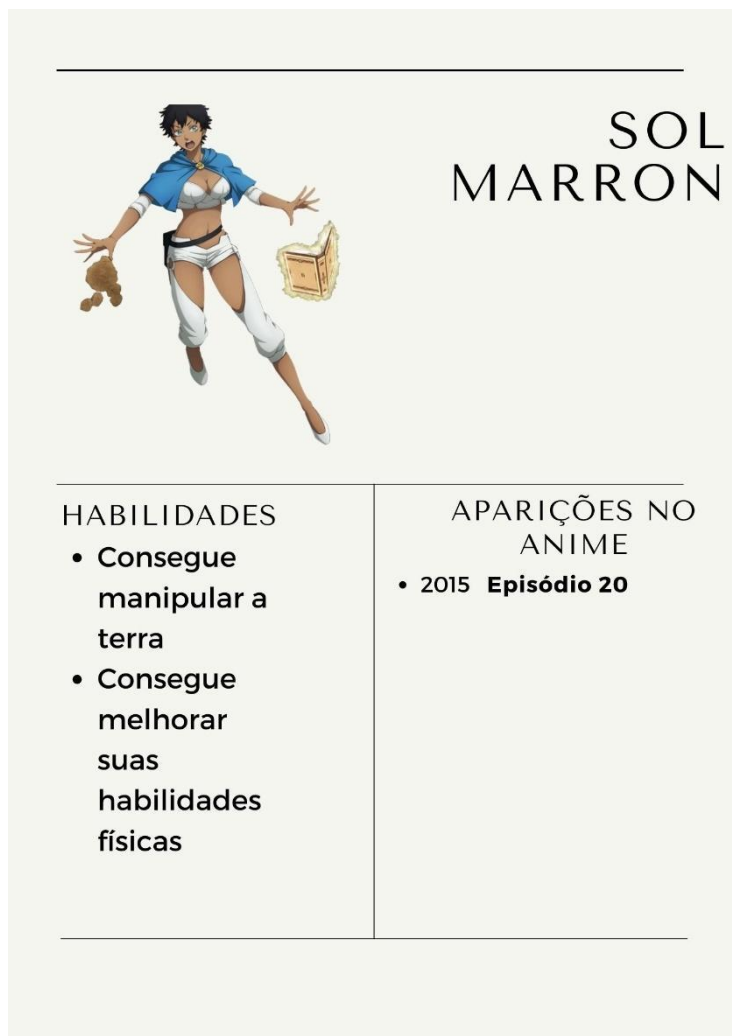 SOL
MARRON
HABILIDADES
• Consegue
manipular a
terra
• Consegue
melhorar
suas
habilidades
físicas
APARIÇÕES NO
ANIME
• 2015 Episódio 20